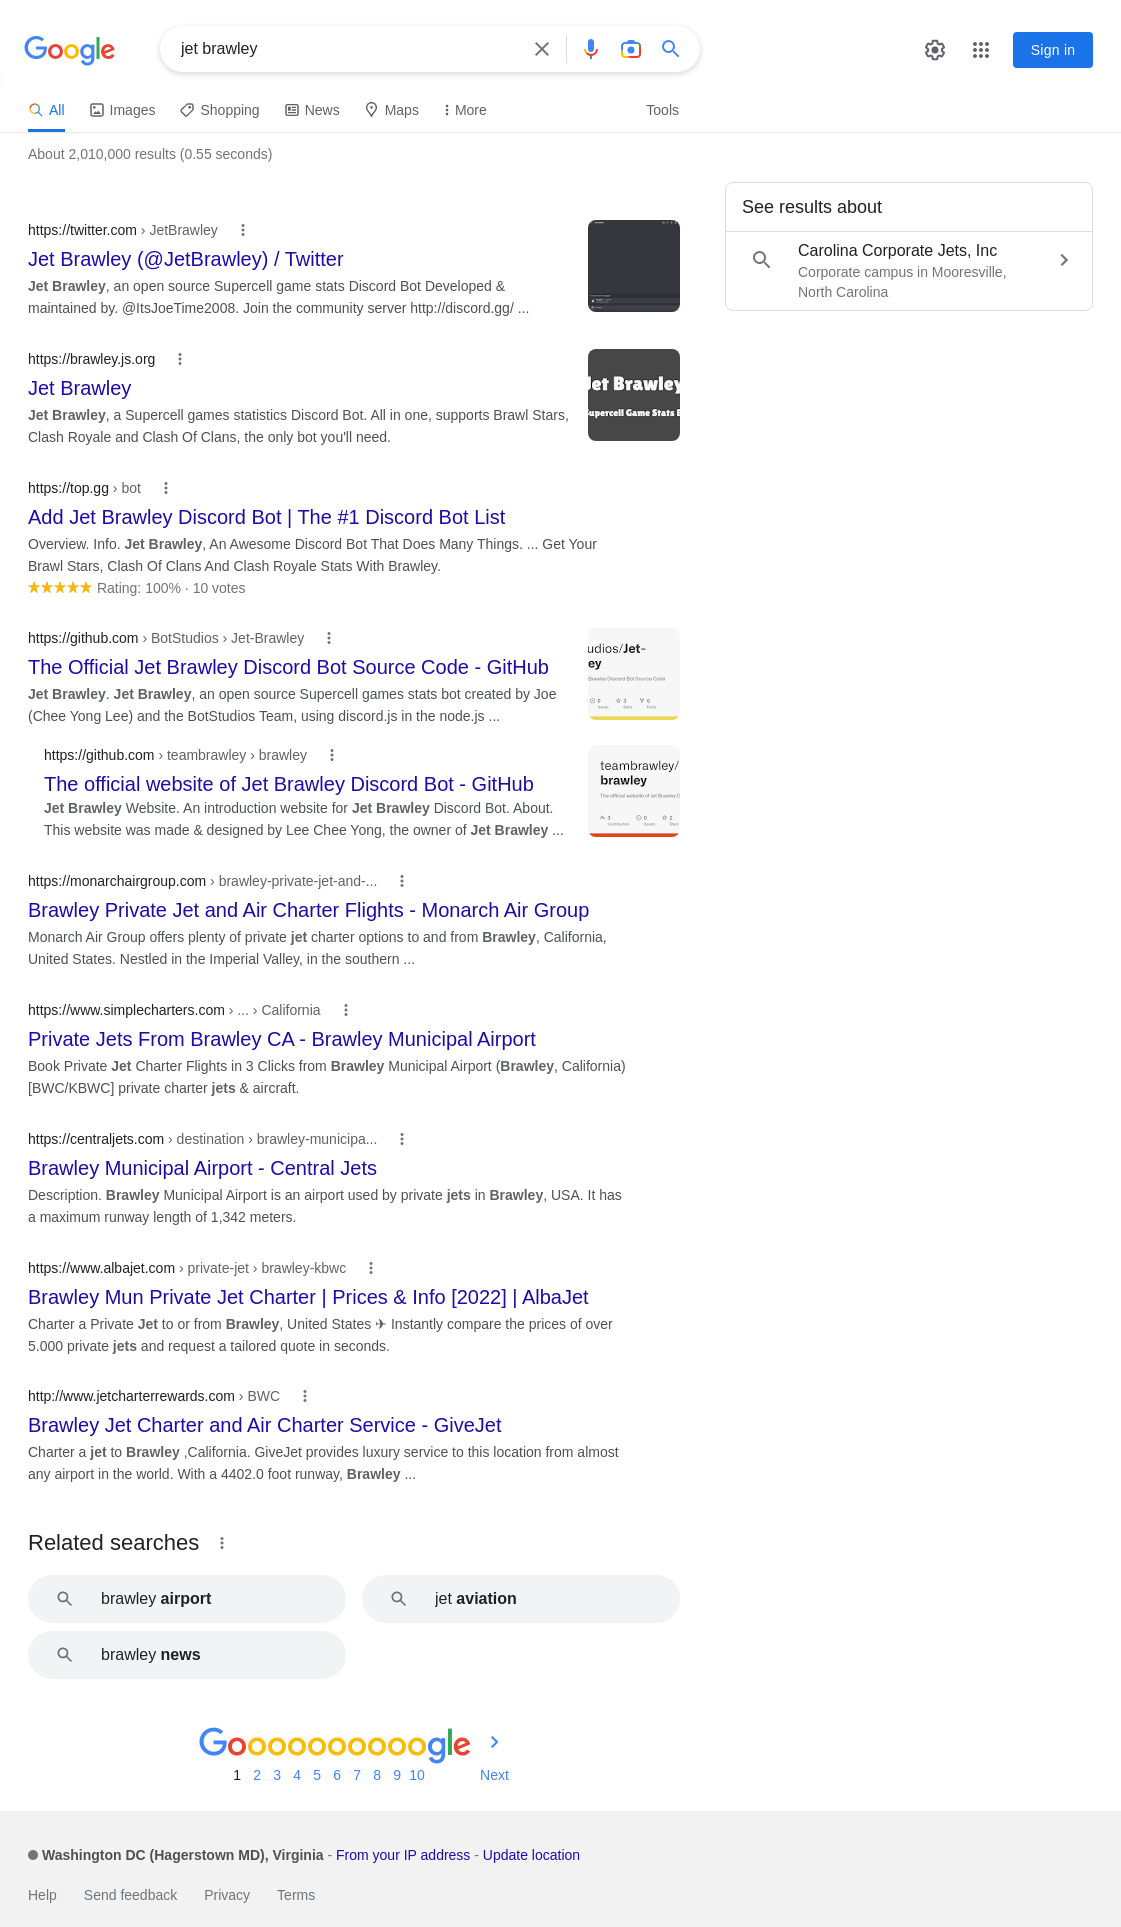 Google
jet brawley
Sign in
All
Images
Shopping
News
Maps
More
Tools
About 2,010,000 results (0.55 seconds)
See results about
Carolina Corporate Jets, Inc
Corporate campus in Mooresville,
North Carolina
https://twitter.com › JetBrawley
Jet Brawley (@JetBrawley) / Twitter
Jet Brawley, an open source Supercell game stats Discord Bot Developed &
maintained by. @ItsJoeTime2008. Join the community server http://discord.gg/ ...
https://brawley.js.org
Jet Brawley
Jet Brawley, a Supercell games statistics Discord Bot. All in one, supports Brawl Stars,
Clash Royale and Clash Of Clans, the only bot you'll need.
Jet Brawley
Supercell Game Stats B
https://top.gg › bot
Add Jet Brawley Discord Bot | The #1 Discord Bot List
Overview. Info. Jet Brawley, An Awesome Discord Bot That Does Many Things. ... Get Your
Brawl Stars, Clash Of Clans And Clash Royale Stats With Brawley.
Rating: 100% · 10 votes
https://github.com › BotStudios › Jet-Brawley
The Official Jet Brawley Discord Bot Source Code - GitHub
Jet Brawley. Jet Brawley, an open source Supercell games stats bot created by Joe
(Chee Yong Lee) and the BotStudios Team, using discord.js in the node.js ...
udios/Jet-
ey
Brawley Discord Bot Source Code
0 3 0
Issues Stars Forks
https://github.com › teambrawley › brawley
The official website of Jet Brawley Discord Bot - GitHub
Jet Brawley Website. An introduction website for Jet Brawley Discord Bot. About.
This website was made & designed by Lee Chee Yong, the owner of Jet Brawley ...
teambrawley/
brawley
The official website of Jet Brawley D
3 0 2
Contributors Issues Stars
https://monarchairgroup.com › brawley-private-jet-and-...
Brawley Private Jet and Air Charter Flights - Monarch Air Group
Monarch Air Group offers plenty of private jet charter options to and from Brawley, California,
United States. Nestled in the Imperial Valley, in the southern ...
https://www.simplecharters.com › ... › California
Private Jets From Brawley CA - Brawley Municipal Airport
Book Private Jet Charter Flights in 3 Clicks from Brawley Municipal Airport (Brawley, California)
[BWC/KBWC] private charter jets & aircraft.
https://centraljets.com › destination › brawley-municipa...
Brawley Municipal Airport - Central Jets
Description. Brawley Municipal Airport is an airport used by private jets in Brawley, USA. It has
a maximum runway length of 1,342 meters.
https://www.albajet.com › private-jet › brawley-kbwc
Brawley Mun Private Jet Charter | Prices & Info [2022] | AlbaJet
Charter a Private Jet to or from Brawley, United States ✈ Instantly compare the prices of over
5.000 private jets and request a tailored quote in seconds.
http://www.jetcharterrewards.com › BWC
Brawley Jet Charter and Air Charter Service - GiveJet
Charter a jet to Brawley ,California. GiveJet provides luxury service to this location from almost
any airport in the world. With a 4402.0 foot runway, Brawley ...
Related searches
brawley airport
jet aviation
brawley news
Goooooooooogle
1 2 3 4 5 6 7 8 9 10 Next
Washington DC (Hagerstown MD), Virginia - From your IP address - Update location
Help Send feedback Privacy Terms